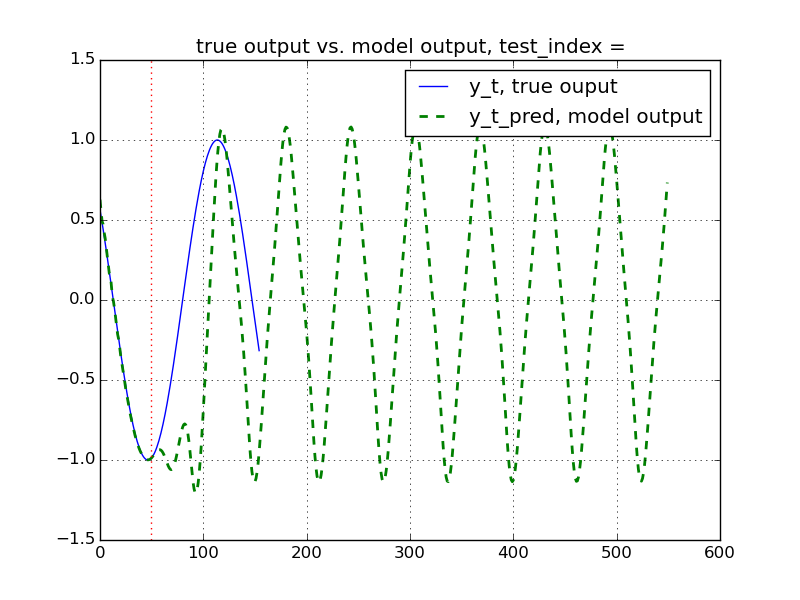 true output vs. model output, test_index =
y_t, true ouput
y_t_pred, model output
1.5
1.0
0.5
0.0
−0.5
−1.0
−1.5
0 100 200 300 400 500 600